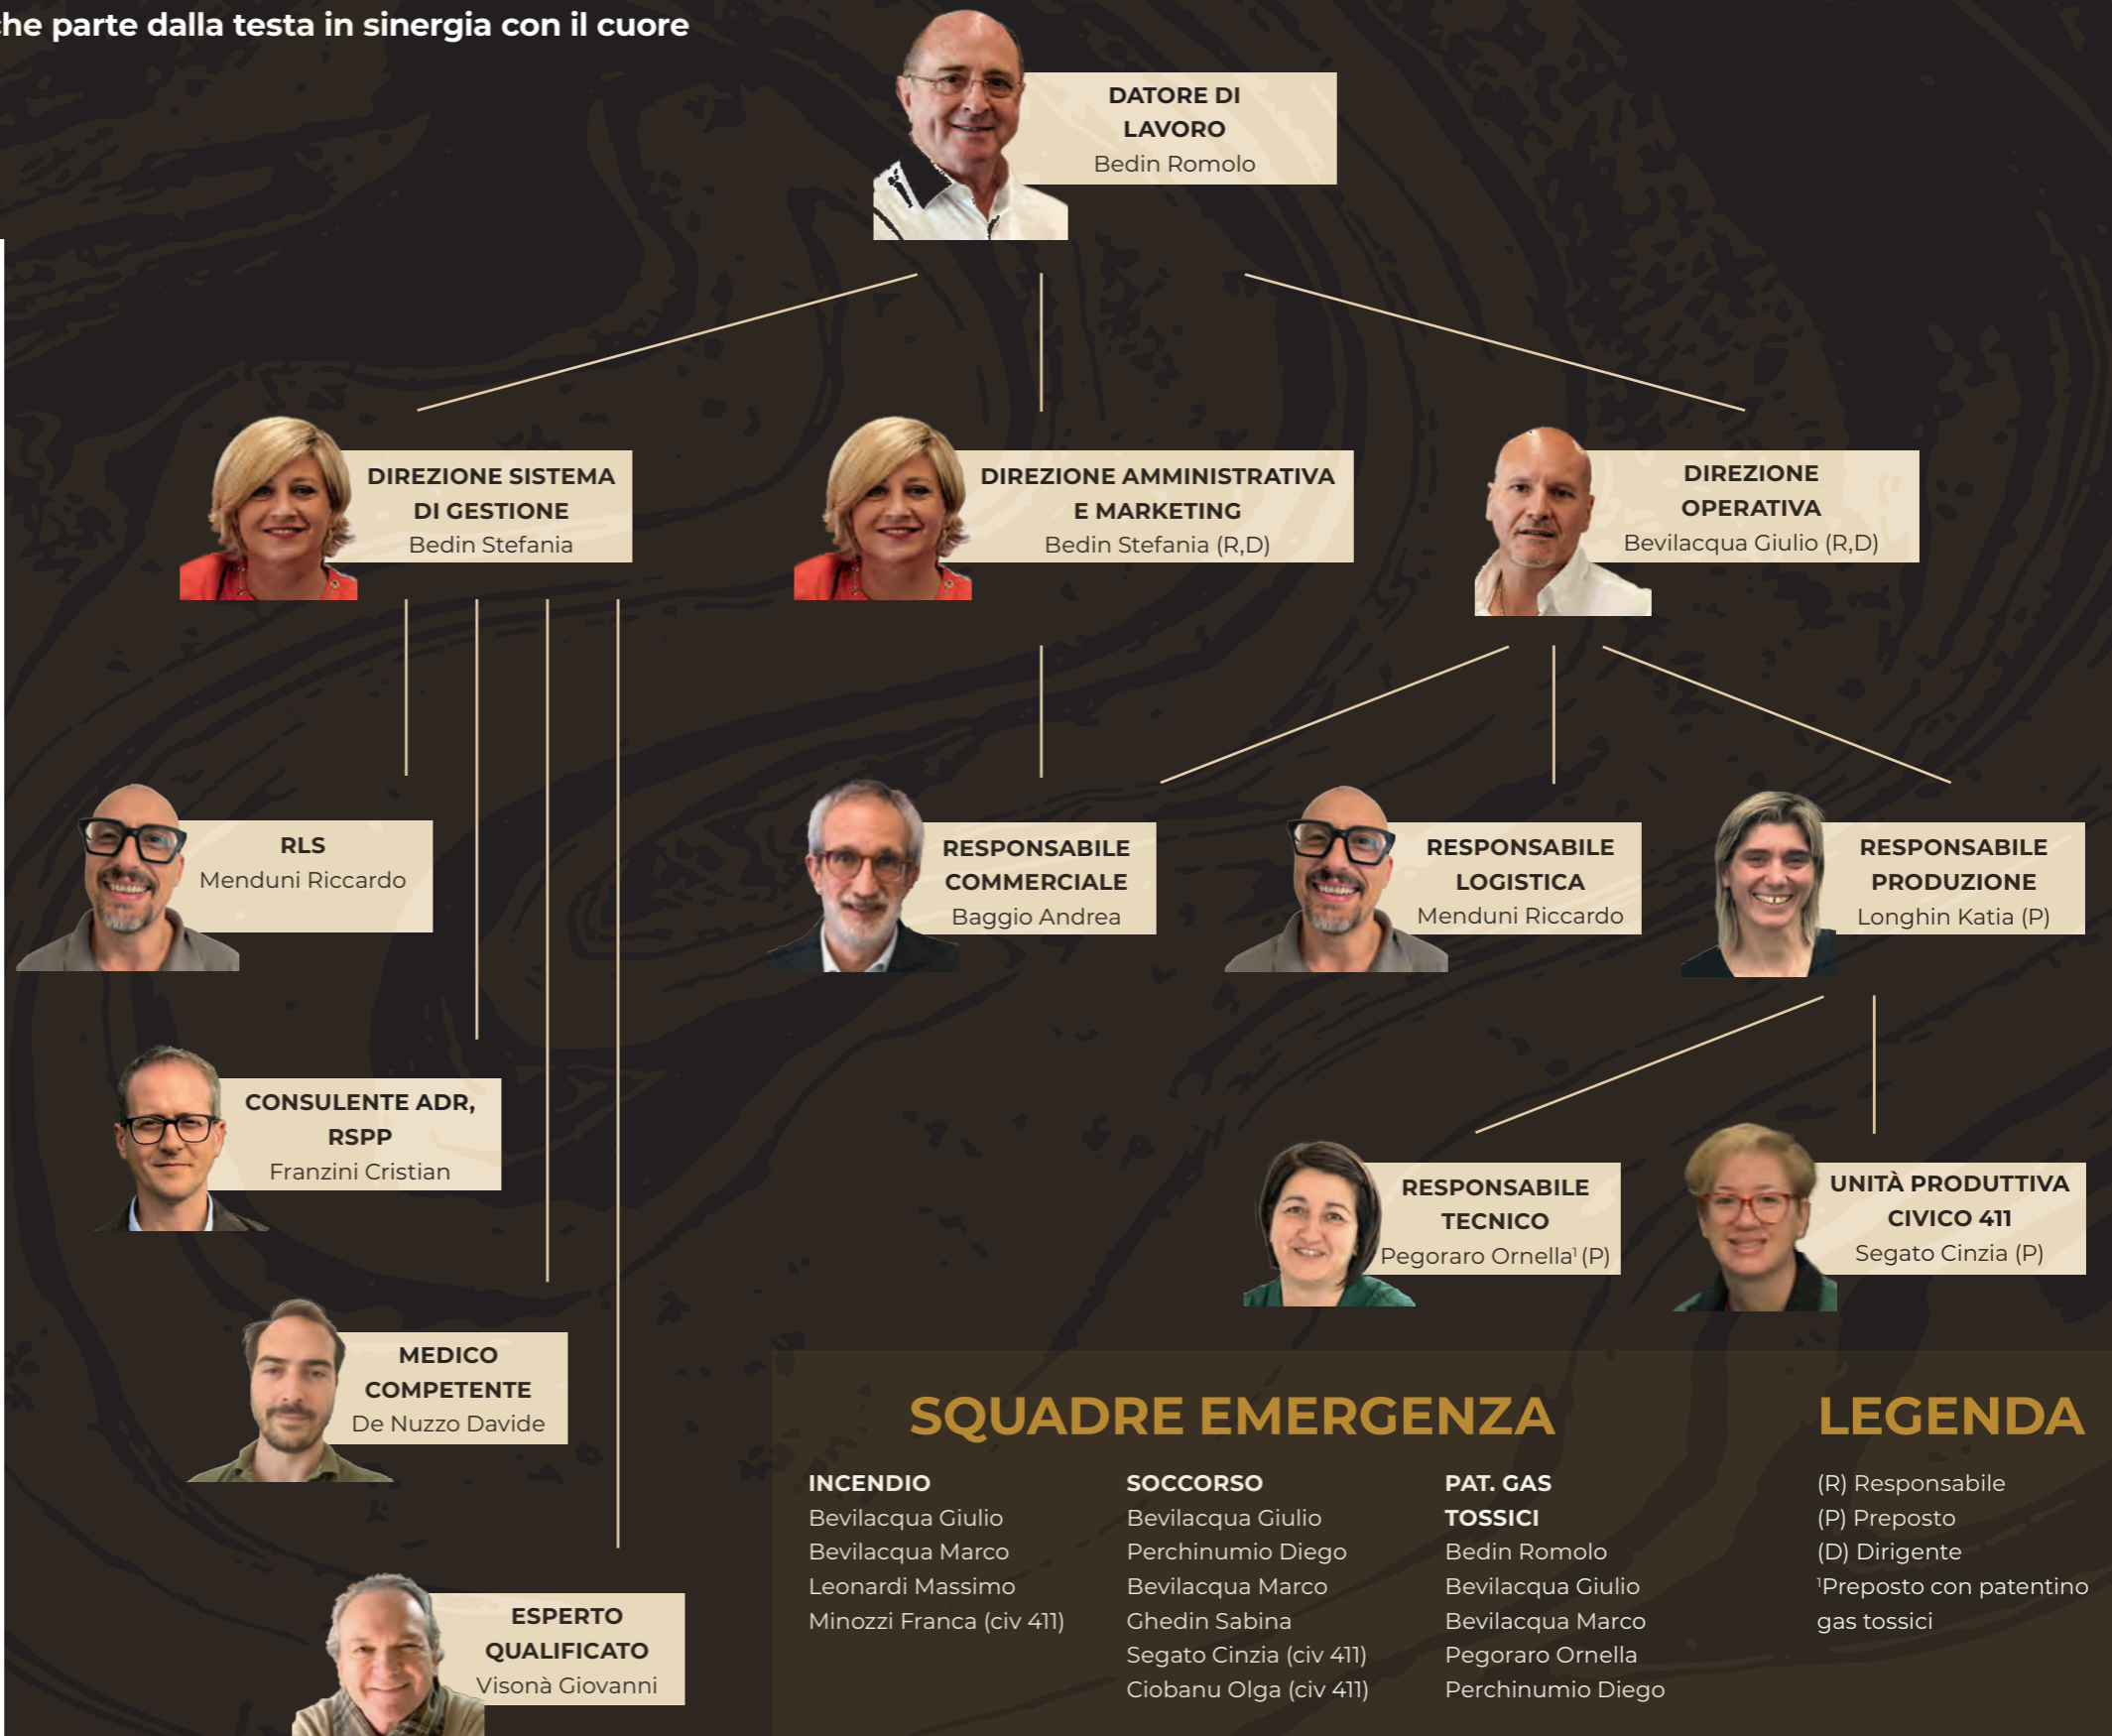 he parte dalla testa in sinergia con il cuore
DATORE DI
LAVORO
Bedin Romolo
DIREZIONE SISTEMA
DI GESTIONE
Bedin Stefania
DIREZIONE AMMINISTRATIVA
E MARKETING
Bedin Stefania (R,D)
DIREZIONE
OPERATIVA
Bevilacqua Giulio (R,D)
RLS
Menduni Riccardo
RESPONSABILE
COMMERCIALE
Baggio Andrea
RESPONSABILE
LOGISTICA
Menduni Riccardo
RESPONSABILE
PRODUZIONE
Longhin Katia (P)
CONSULENTE ADR,
RSPP
Franzini Cristian
RESPONSABILE
TECNICO
Pegoraro Ornella¹ (P)
UNITÀ PRODUTTIVA
CIVICO 411
Segato Cinzia (P)
MEDICO
COMPETENTE
De Nuzzo Davide
ESPERTO
QUALIFICATO
Visonà Giovanni
SQUADRE EMERGENZA
INCENDIO
Bevilacqua Giulio
Bevilacqua Marco
Leonardi Massimo
Minozzi Franca (civ 411)
SOCCORSO
Bevilacqua Giulio
Perchinumio Diego
Bevilacqua Marco
Ghedin Sabina
Segato Cinzia (civ 411)
Ciobanu Olga (civ 411)
PAT. GAS
TOSSICI
Bedin Romolo
Bevilacqua Giulio
Bevilacqua Marco
Pegoraro Ornella
Perchinumio Diego
LEGENDA
(R) Responsabile
(P) Preposto
(D) Dirigente
¹Preposto con patentino
gas tossici